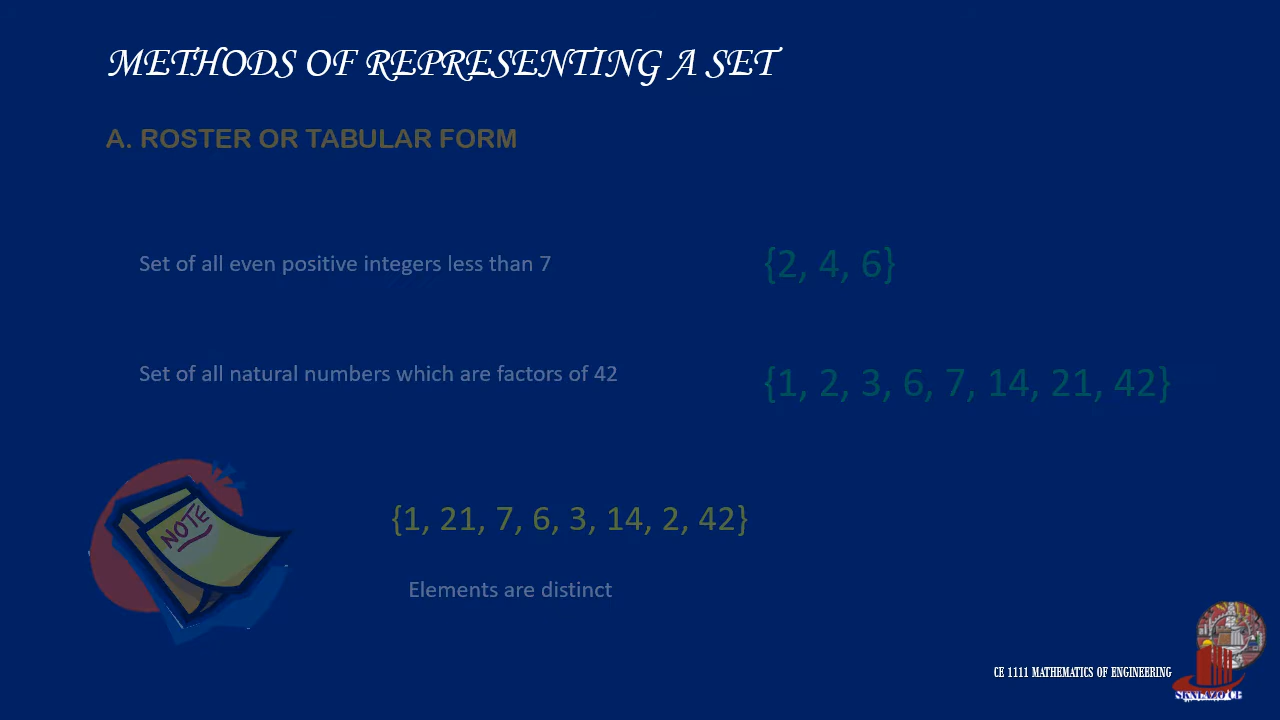 METHODS OF REPRESENTING A SET
A. ROSTER OR TABULAR FORM
Set of all even positive integers less than 7
{2, 4, 6}
Set of all natural numbers which are factors of 42
{1, 2, 3, 6, 7, 14, 21, 42}
NOTE
{1, 21, 7, 6, 3, 14, 2, 42}
Elements are distinct
CE 1111 MATHEMATICS OF ENGINEERING